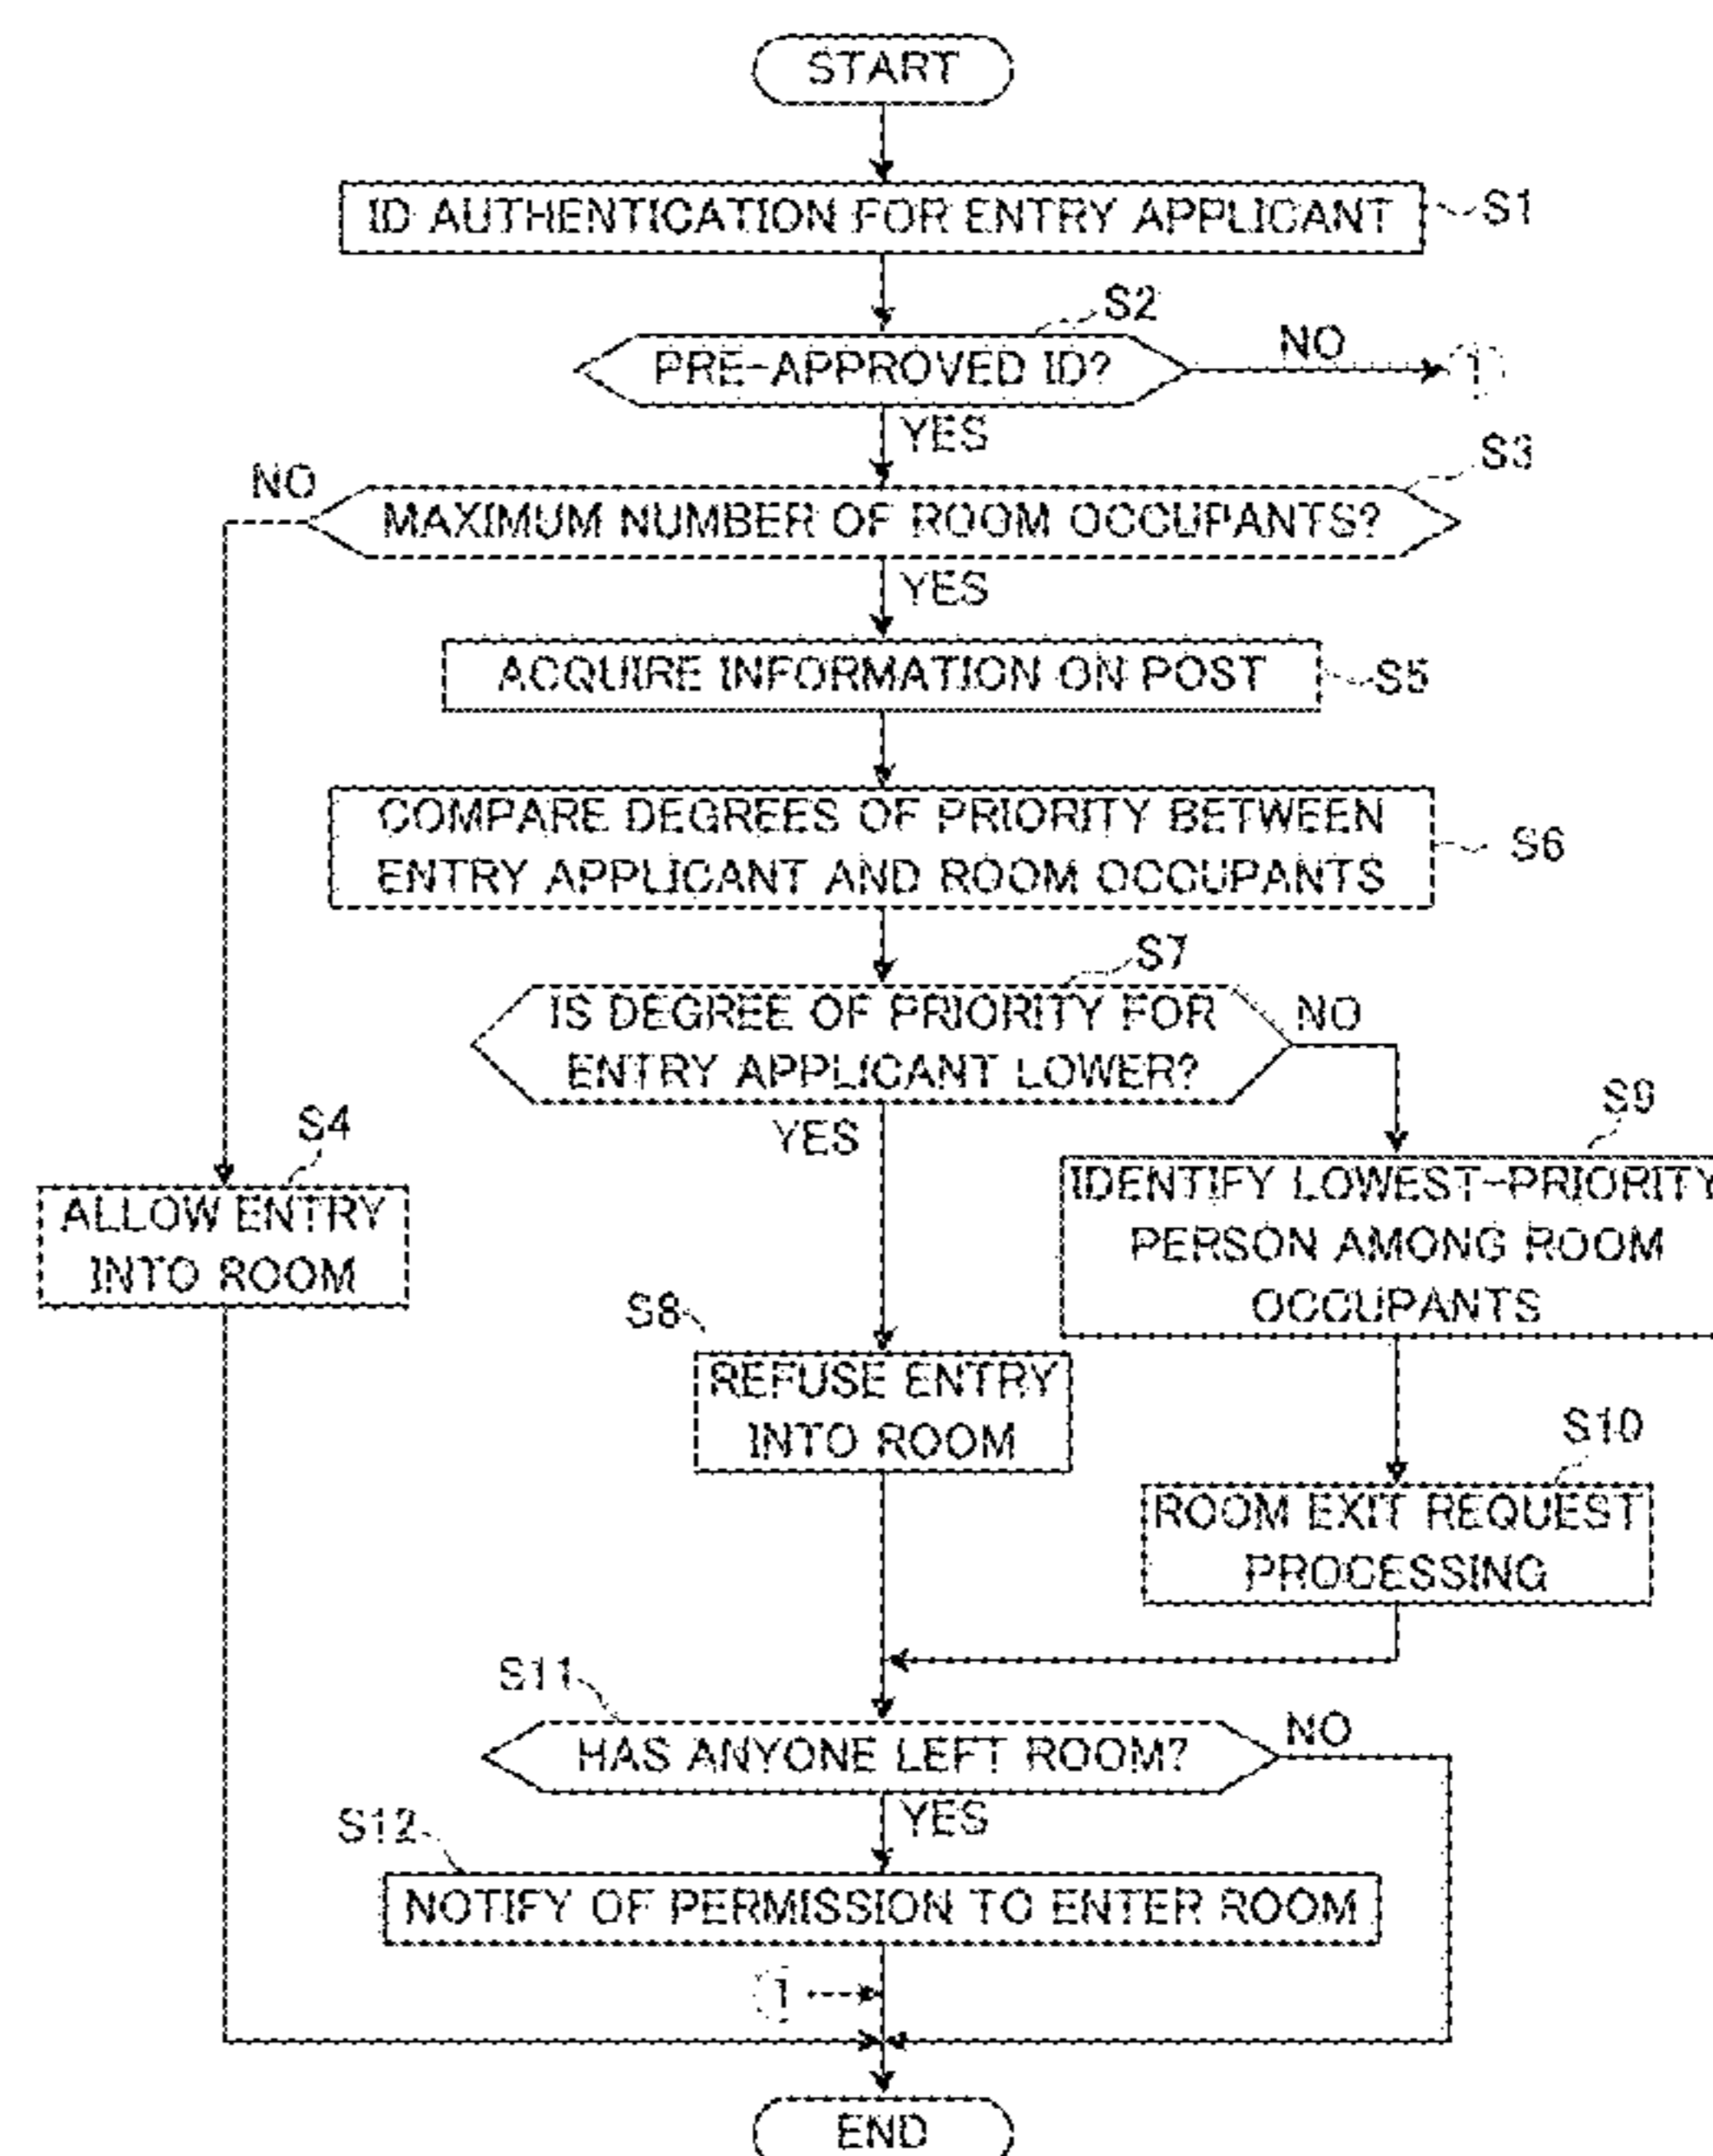 START
ID AUTHENTICATION FOR ENTRY APPLICANT
S1
S2
PRE-APPROVED ID?
NO
1
YES
S3
NO
MAXIMUM NUMBER OF ROOM OCCUPANTS?
YES
ACQUIRE INFORMATION ON POST
S5
COMPARE DEGREES OF PRIORITY BETWEEN
ENTRY APPLICANT AND ROOM OCCUPANTS
S6
S7
IS DEGREE OF PRIORITY FOR
ENTRY APPLICANT LOWER?
NO
YES
S4
ALLOW ENTRY
INTO ROOM
S9
IDENTIFY LOWEST-PRIORITY
PERSON AMONG ROOM
OCCUPANTS
S8
REFUSE ENTRY
INTO ROOM
S10
ROOM EXIT REQUEST
PROCESSING
S11
HAS ANYONE LEFT ROOM?
NO
YES
S12
NOTIFY OF PERMISSION TO ENTER ROOM
1
END